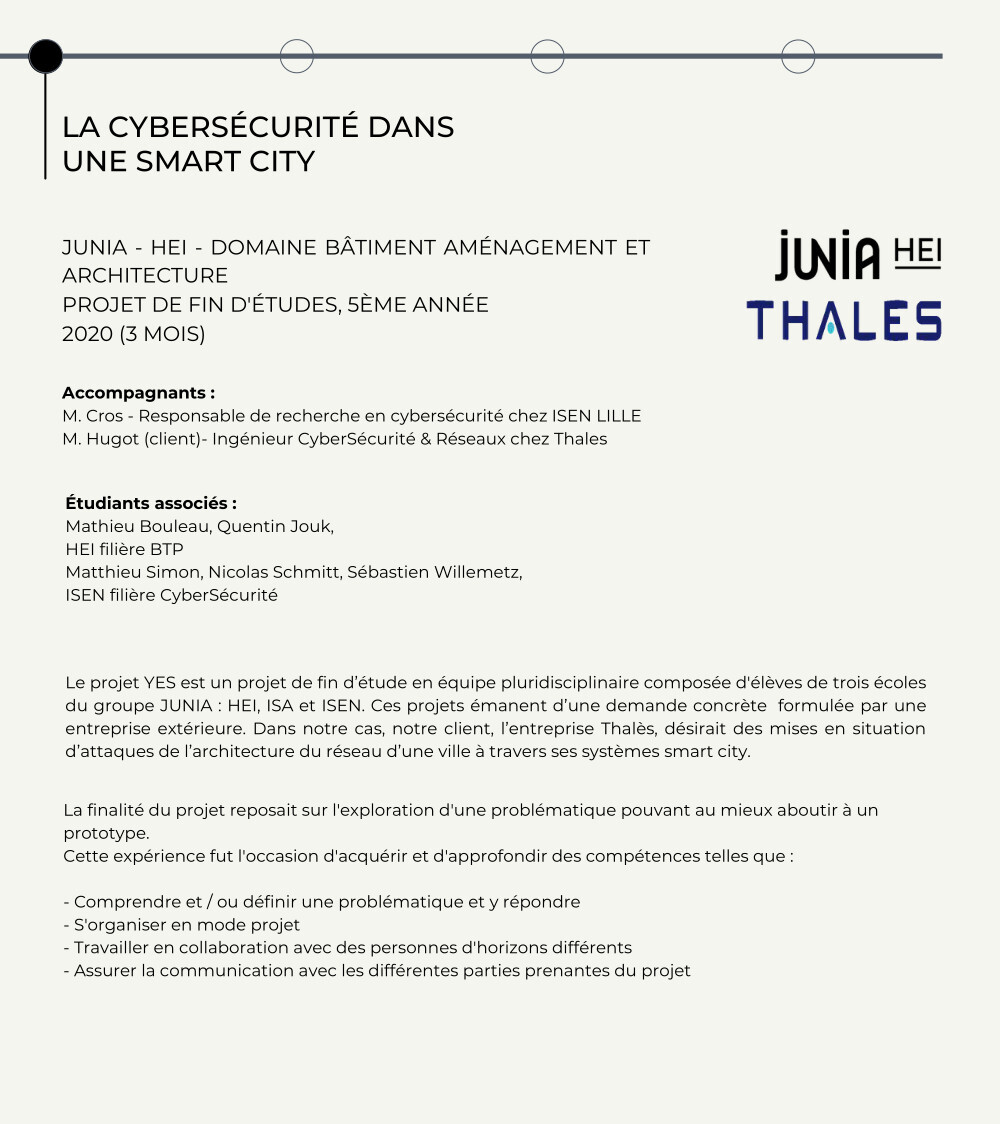 LA CYBERSÉCURITÉ DANS
UNE SMART CITY
JUNIA - HEI - DOMAINE BÂTIMENT AMÉNAGEMENT ET
ARCHITECTURE
PROJET DE FIN D'ÉTUDES, 5ÈME ANNÉE
2020 (3 MOIS)
JUNIA HEI
THALES
Accompagnants :
M. Cros - Responsable de recherche en cybersécurité chez ISEN LILLE
M. Hugot (client)- Ingénieur CyberSécurité & Réseaux chez Thales
Étudiants associés :
Mathieu Bouleau, Quentin Jouk,
HEI filière BTP
Matthieu Simon, Nicolas Schmitt, Sébastien Willemetz,
ISEN filière CyberSécurité
Le projet YES est un projet de fin d’étude en équipe pluridisciplinaire composée d'élèves de trois écoles
du groupe JUNIA : HEI, ISA et ISEN. Ces projets émanent d’une demande concrète  formulée par une
entreprise extérieure. Dans notre cas, notre client, l’entreprise Thalès, désirait des mises en situation
d’attaques de l’architecture du réseau d’une ville à travers ses systèmes smart city.
La finalité du projet reposait sur l'exploration d'une problématique pouvant au mieux aboutir à un
prototype.
Cette expérience fut l'occasion d'acquérir et d'approfondir des compétences telles que :
- Comprendre et / ou définir une problématique et y répondre
- S'organiser en mode projet
- Travailler en collaboration avec des personnes d'horizons différents
- Assurer la communication avec les différentes parties prenantes du projet